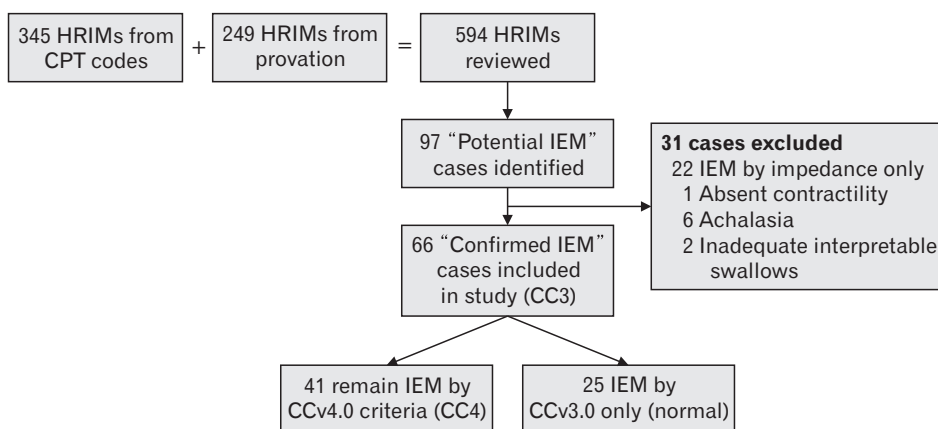 345 HRIMs from
CPT codes
+
249 HRIMs from
provation
=
594 HRIMs
reviewed
97 “Potential IEM”
cases identified
31 cases excluded
22 IEM by impedance only
1 Absent contractility
6 Achalasia
2 Inadequate interpretable
swallows
66 “Confirmed IEM”
cases included
in study (CC3)
41 remain IEM by
CCv4.0 criteria (CC4)
25 IEM by
CCv3.0 only (normal)